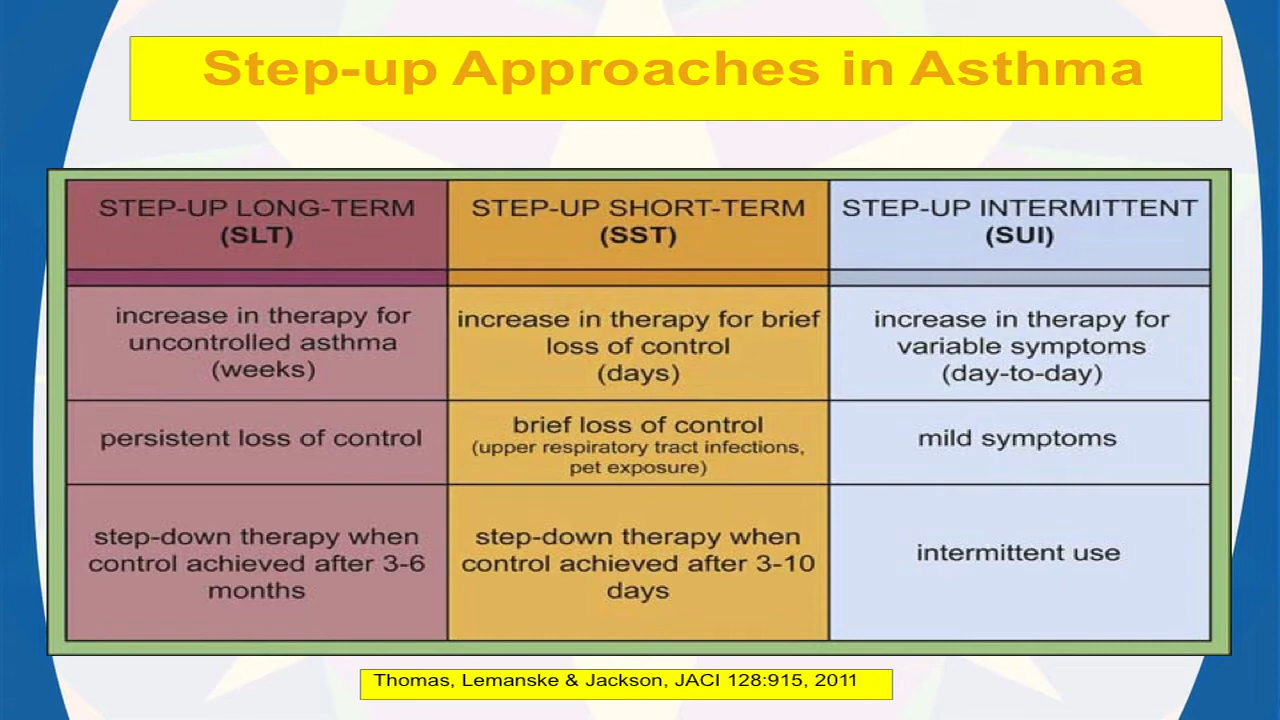 Step-up Approaches in Asthma
STEP-UP LONG-TERM
(SLT)
STEP-UP SHORT-TERM
(SST)
STEP-UP INTERMITTENT
(SUI)
increase in therapy for
uncontrolled asthma
(weeks)
increase in therapy for brief
loss of control
(days)
increase in therapy for
variable symptoms
(day-to-day)
persistent loss of control
brief loss of control
(upper respiratory tract infections,
pet exposure)
mild symptoms
step-down therapy when
control achieved after 3-6
months
step-down therapy when
control achieved after 3-10
days
intermittent use
Thomas, Lemanske & Jackson, JACI 128:915, 2011